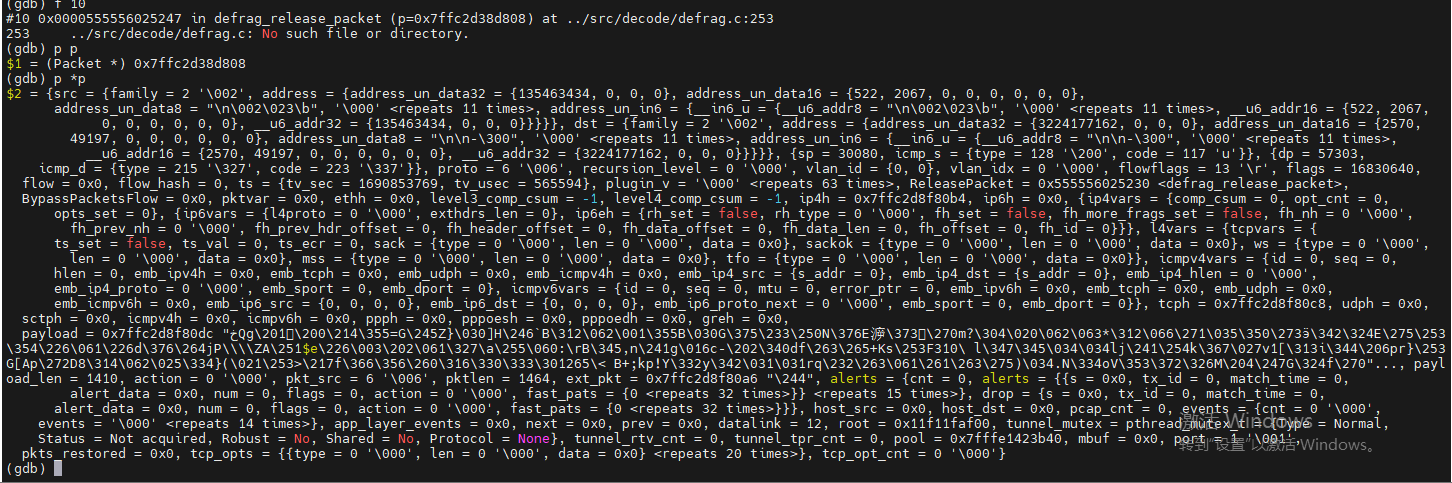 (gdb) f 10
#10 0x0000555556025247 in defrag_release_packet (p=0x7ffc2d38d808) at ../src/decode/defrag.c:253
253     ../src/decode/defrag.c: No such file or directory.
(gdb) p p
$1 = (Packet *) 0x7ffc2d38d808
(gdb) p *p
$2 = {src = {family = 2 '\002', address = {address_un_data32 = {135463434, 0, 0, 0}, address_un_data16 = {522, 2067, 0, 0, 0, 0, 0, 0},
address_un_data8 = "\n\002\023\b", '\000' <repeats 11 times>, address_un_in6 = {__in6_u = {__u6_addr8 = "\n\002\023\b", '\000' <repeats 11 times>, __u6_addr16 = {522, 2067,
0, 0, 0, 0, 0, 0}, __u6_addr32 = {135463434, 0, 0, 0}}}}}, dst = {family = 2 '\002', address = {address_un_data32 = {3224177162, 0, 0, 0}, address_un_data16 = {2570,
49197, 0, 0, 0, 0, 0, 0}, address_un_data8 = "\n\n-\300", '\000' <repeats 11 times>, address_un_in6 = {__in6_u = {__u6_addr8 = "\n\n-\300", '\000' <repeats 11 times>,
__u6_addr16 = {2570, 49197, 0, 0, 0, 0, 0, 0}, __u6_addr32 = {3224177162, 0, 0, 0}}}}}, {sp = 30080, icmp_s = {type = 128 '\200', code = 117 'u'}}, {dp = 57303,
icmp_d = {type = 215 '\327', code = 223 '\337'}}, proto = 6 '\006', recursion_level = 0 '\000', vlan_id = {0, 0}, vlan_idx = 0 '\000', flowflags = 13 '\r', flags = 16830640,
flow = 0x0, flow_hash = 0, ts = {tv_sec = 1690853769, tv_usec = 565594}, plugin_v = '\000' <repeats 63 times>, ReleasePacket = 0x555556025230 <defrag_release_packet>,
BypassPacketsFlow = 0x0, pktvar = 0x0, ethh = 0x0, level3_comp_csum = -1, level4_comp_csum = -1, ip4h = 0x7ffc2d8f80b4, ip6h = 0x0, {ip4vars = {comp_csum = 0, opt_cnt = 0,
opts_set = 0}, {ip6vars = {l4proto = 0 '\000', exthdrs_len = 0}, ip6eh = {rh_set = false, rh_type = 0 '\000', fh_set = false, fh_more_frags_set = false, fh_nh = 0 '\000',
fh_prev_nh = 0 '\000', fh_prev_hdr_offset = 0, fh_header_offset = 0, fh_data_offset = 0, fh_data_len = 0, fh_offset = 0, fh_id = 0}}}, l4vars = {tcpvars = {
ts_set = false, ts_val = 0, ts_ecr = 0, sack = {type = 0 '\000', len = 0 '\000', data = 0x0}, sackok = {type = 0 '\000', len = 0 '\000', data = 0x0}, ws = {type = 0 '\000',
len = 0 '\000', data = 0x0}, mss = {type = 0 '\000', len = 0 '\000', data = 0x0}, tfo = {type = 0 '\000', len = 0 '\000', data = 0x0}}, icmpv4vars = {id = 0, seq = 0,
hlen = 0, emb_ipv4h = 0x0, emb_tcph = 0x0, emb_udph = 0x0, emb_icmpv4h = 0x0, emb_ip4_src = {s_addr = 0}, emb_ip4_dst = {s_addr = 0}, emb_ip4_hlen = 0 '\000',
emb_ip4_proto = 0 '\000', emb_sport = 0, emb_dport = 0}, icmpv6vars = {id = 0, seq = 0, mtu = 0, error_ptr = 0, emb_ipv6h = 0x0, emb_tcph = 0x0, emb_udph = 0x0,
emb_icmpv6h = 0x0, emb_ip6_src = {0, 0, 0, 0}, emb_ip6_dst = {0, 0, 0, 0}, emb_ip6_proto_next = 0 '\000', emb_sport = 0, emb_dport = 0}}, tcph = 0x7ffc2d8f80c8, udph = 0x0,
sctph = 0x0, icmpv4h = 0x0, icmpv6h = 0x0, ppph = 0x0, pppoesh = 0x0, pppoedh = 0x0, greh = 0x0,
payload = 0x7ffc2d8f80dc
..., payl
oad_len = 1410, action = 0 '\000', pkt_src = 6 '\006', pktlen = 1464, ext_pkt = 0x7ffc2d8f80a6 "\244", alerts = {cnt = 0, alerts = {{s = 0x0, tx_id = 0, match_time = 0,
alert_data = 0x0, num = 0, flags = 0, action = 0 '\000', fast_pats = {0 <repeats 32 times>}} <repeats 15 times>}, drop = {s = 0x0, tx_id = 0, match_time = 0,
alert_data = 0x0, num = 0, flags = 0, action = 0 '\000', fast_pats = {0 <repeats 32 times>}}}, host_src = 0x0, host_dst = 0x0, pcap_cnt = 0, events = {cnt = 0 '\000',
events = '\000' <repeats 14 times>}, app_layer_events = 0x0, next = 0x0, prev = 0x0, datalink = 12, root = 0x11f11faf00, tunnel_mutex = pthread_mutex_t = {Type = Normal,
Status = Not acquired, Robust = No, Shared = No, Protocol = None}, tunnel_rtv_cnt = 0, tunnel_tpr_cnt = 0, pool = 0x7fffe1423b40, mbuf = 0x0, port = 1 '\001',
pkts_restored = 0x0, tcp_opts = {{type = 0 '\000', len = 0 '\000', data = 0x0} <repeats 20 times>}, tcp_opt_cnt = 0 '\000'}
(gdb)
激活 Windows
转到"设置"以激活 Windows。